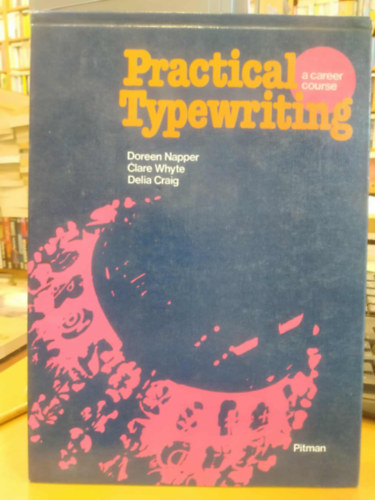 Practical
a career
course
Typewriting
Doreen Napper
Clare Whyte
Delia Craig
Pitman